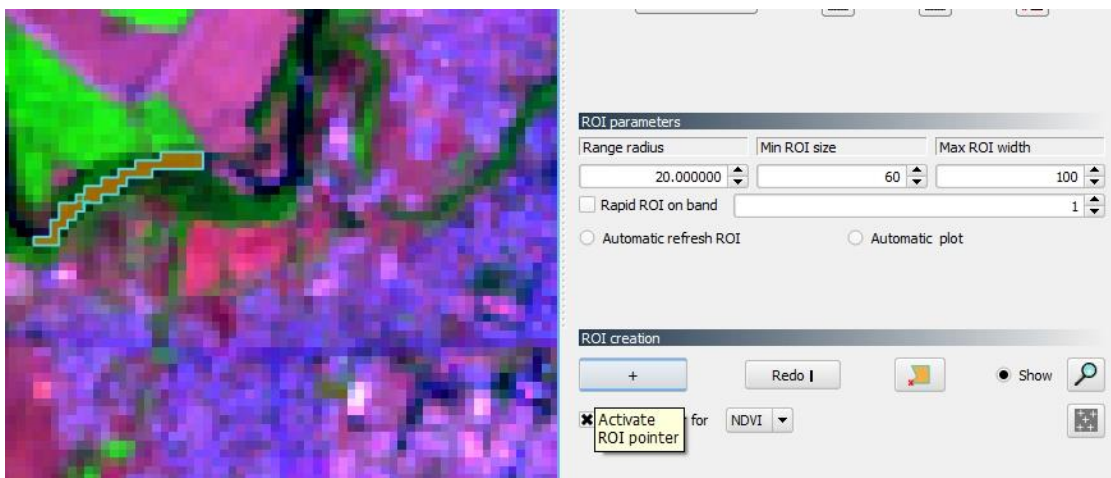 ROI parameters
Range radius Min ROI size Max ROI width
20.000000 60 100
Rapid ROI on band 1
Automatic refresh ROI Automatic plot
ROI creation
+ Redo Show
Activate for NDVI
ROI pointer